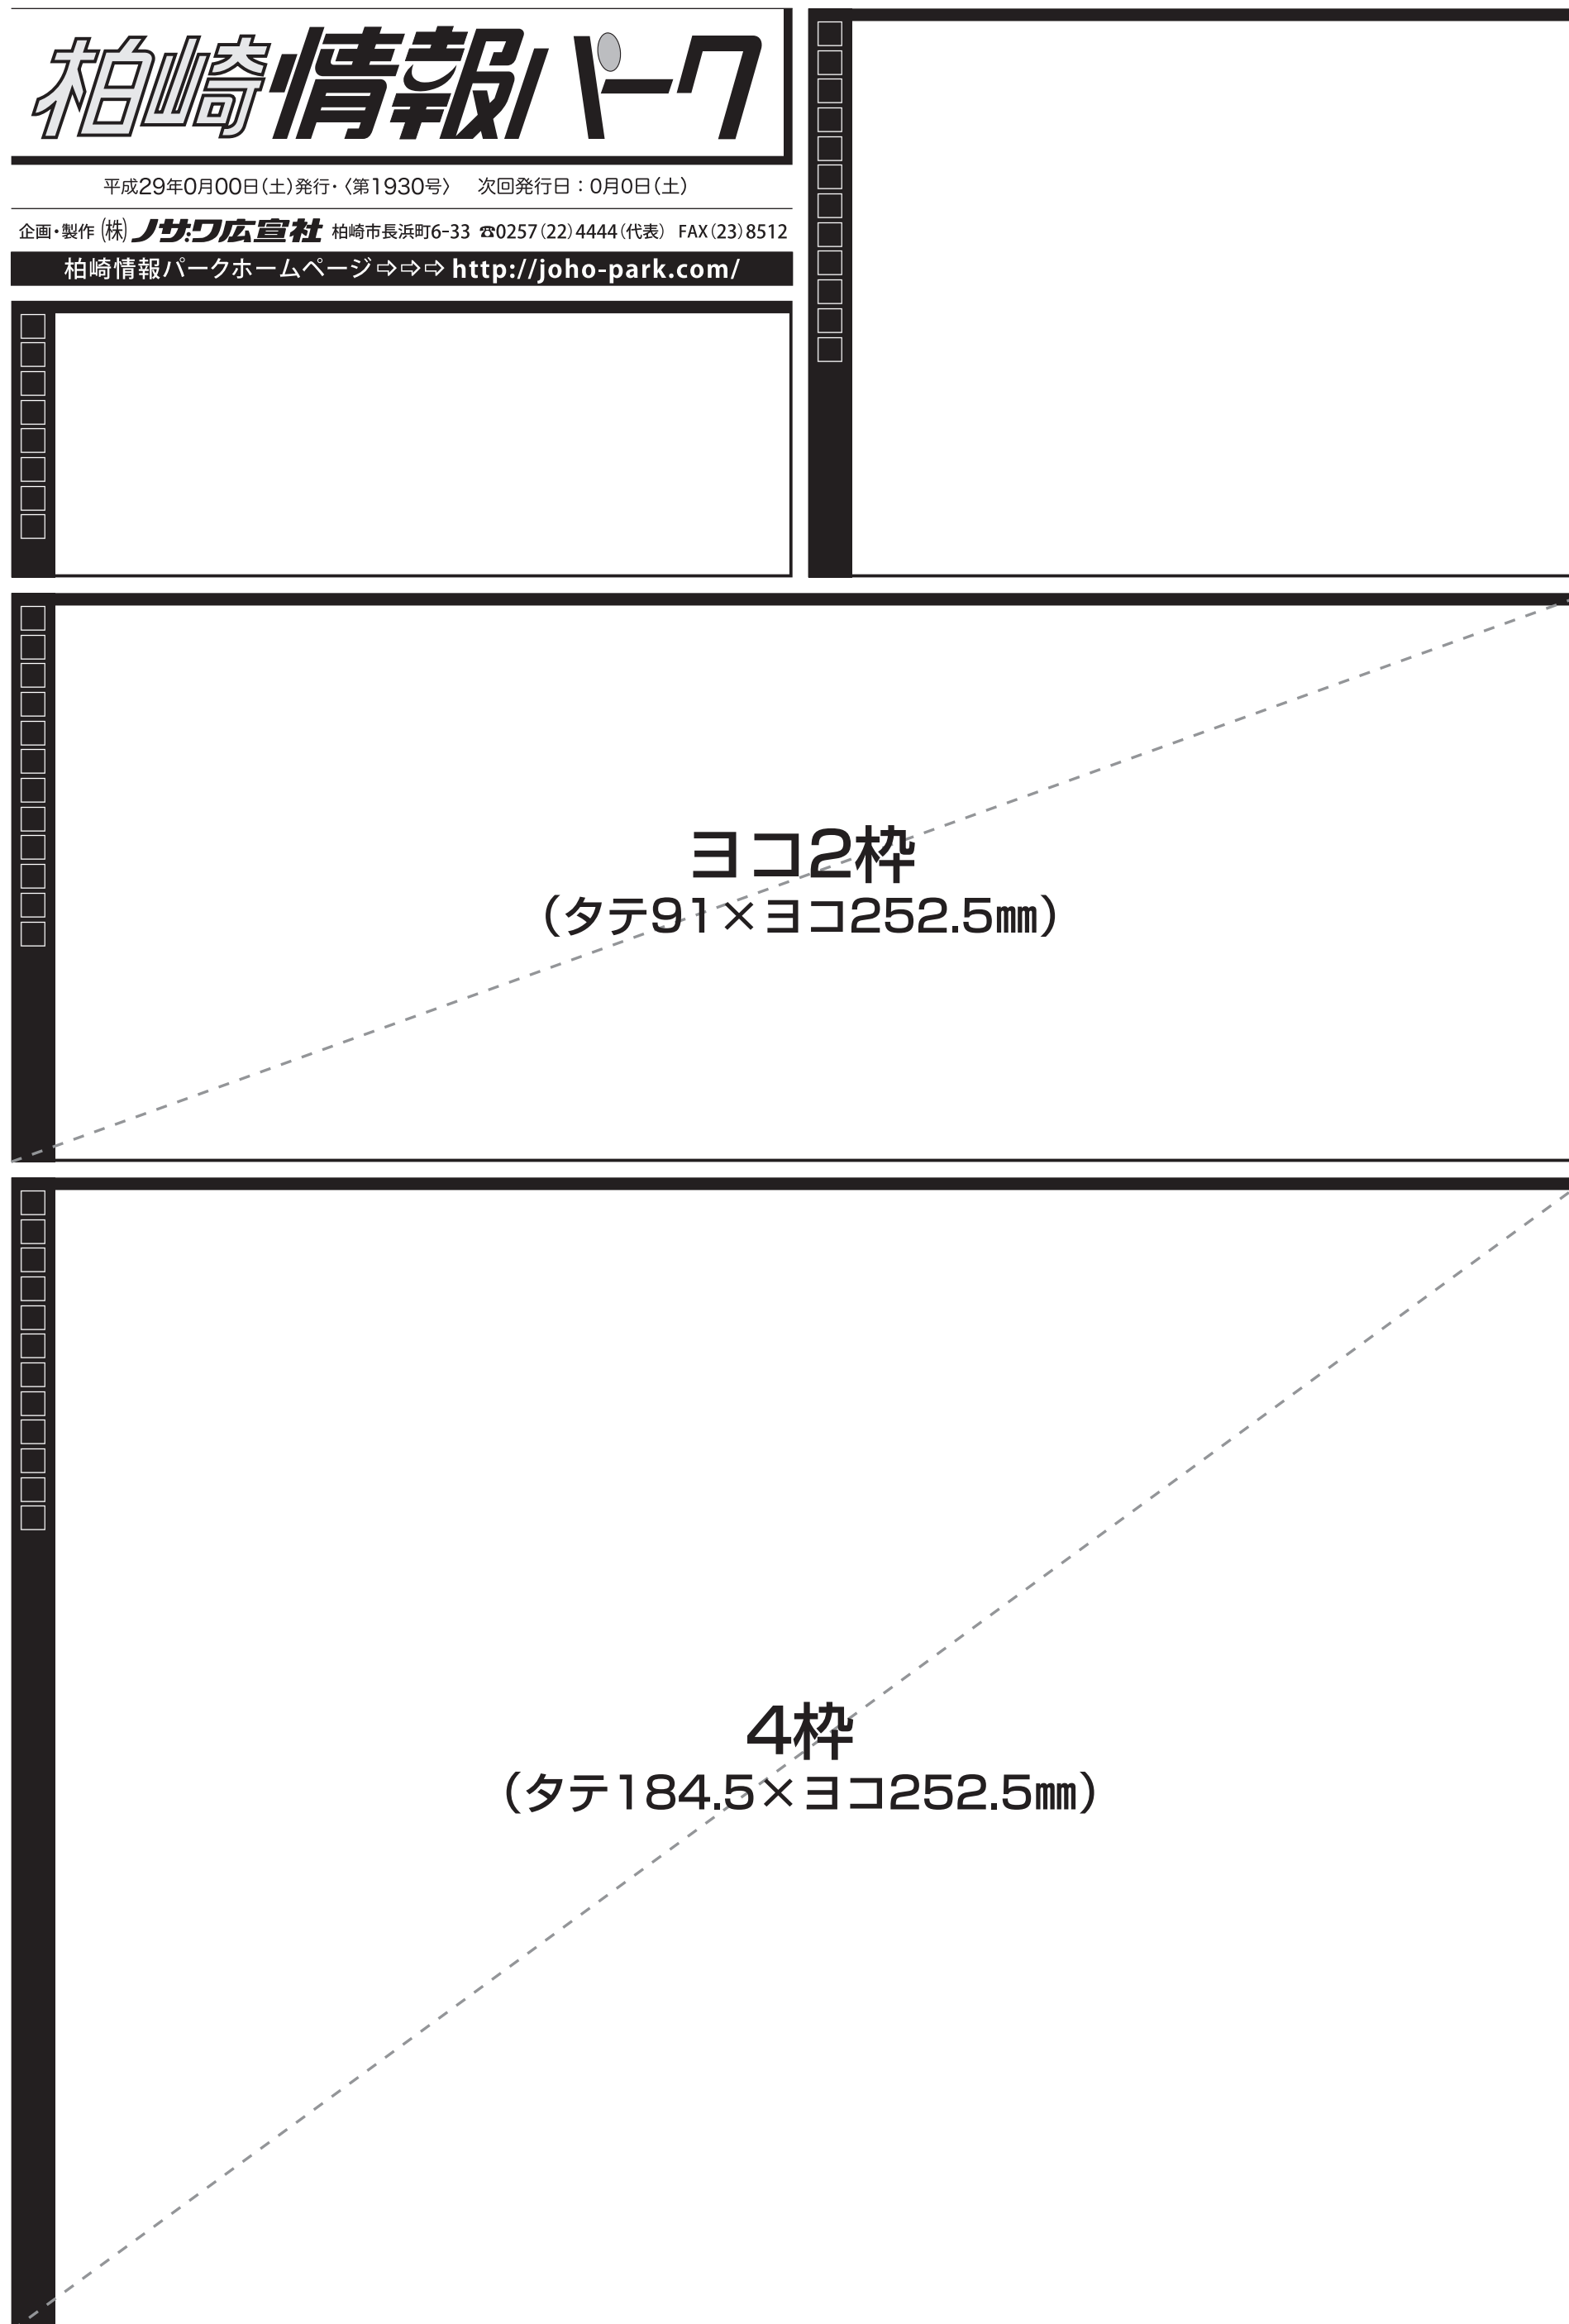 柏崎情報パーク
平成29年0月00日(土)発行・〈第1930号〉 次回発行日：0月0日(土)
企画・製作 (株)ノザワ広宣社 柏崎市長浜町6-33 ☎0257(22)4444(代表) FAX(23)8512
柏崎情報パークホームページ⇨⇨⇨http://joho-park.com/
□□□□□□□□
□□□□□□□□□□□□
□□□□□□□□□□□□
ヨコ2枠
(タテ91×ヨコ252.5㎜)
□□□□□□□□□□□□
4枠
(タテ184.5×ヨコ252.5㎜)